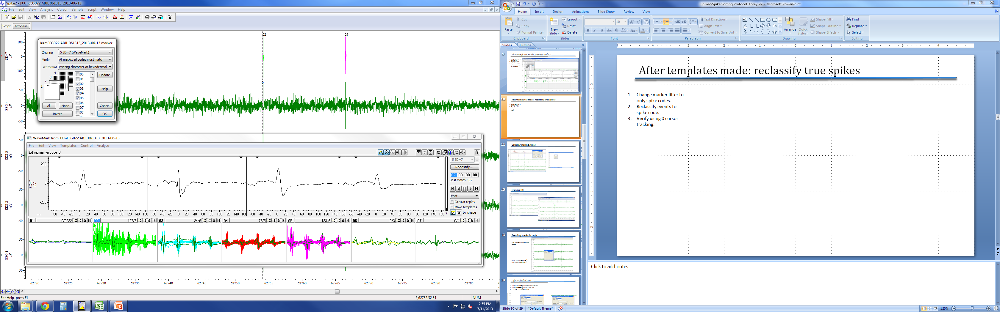 Spike2 - [KKmEEG022 ABJL 061313_2013-06-13]
File Edit View Analysis Cursor Sample Script Window Help
Script 4trodese
02 05
KKmEEG022 ABJL 061313_2013-06-13 marker...
Channel 5 SD=7 (WaveMark)
Mode All masks, all codes must match
List format Printing character or hexadecimal
4
3
2
1
00
01
02
03
04
05
06
07
08
Update
Help
Cancel
OK
All None
Invert
100
0
-100
5 SD=7 uV
50
0
-50
4 EEG 4 uV
50
0
-50
3 EEG 3 uV
50
0
-50
2 EEG 2 uV
50
0
-50
1 EEG 1 uV
WaveMark from KKmEEG022 ABJL 061313_2013-06-13
File Edit View Templates Control Analyse
Editing marker code 0
200
0
-200
SD=7 uV
5 SD=7
Reclassify...
02 00 00 00
Best match : 02
Fast
Circular replay
Make templates
by shape
ms -60 -40 -20 0 20 40 60 80 100 120 140 160 -60 -40 -20 0 20 40 60 80 100 120 140 160 -60 -40 -20 0 20 40 60 80 100 120 140 160 -60 -40 -20 0 20 40 60 80 100 120 140 160 7
01 0/2222 02 107/8 03 24/6 04 78/5 05 133/6 06 0/3 07 0/4
62720 62725 62730 62735 62740 62745 62750 62755 62760 62765 62770 62775 62780 62785
For Help, press F1 5,62732.32,84 NUM
2:55 PM
7/11/2013
Spike2-Spike Sorting Protocol_Korey_v2 - Microsoft PowerPoint
Home Insert Design Animations Slide Show Review View
Paste
Cut
Copy
Format Painter
Clipboard
New Slide
Layout
Reset
Delete
Slides
10
Font
Text Direction
Align Text
Convert to SmartArt
Paragraph
Arrange
Quick Styles
Shape Fill
Shape Outline
Shape Effects
Drawing
Find
Replace
Select
Editing
Slides Outline
9 After templates made: remove artifacts
10 After templates made: reclassify true spikes
11 Counting Marked spikes
12 Marking IIS
13 Searching marked events
Use active cursor search mode
14 Light vs Dark Count
After templates made: reclassify true spikes
1. Change marker filter to
only spike codes.
2. Reclassify events to
spike code.
3. Verify using 0 cursor
tracking.
Click to add notes
Slide 10 of 29 "Default Theme" 125%